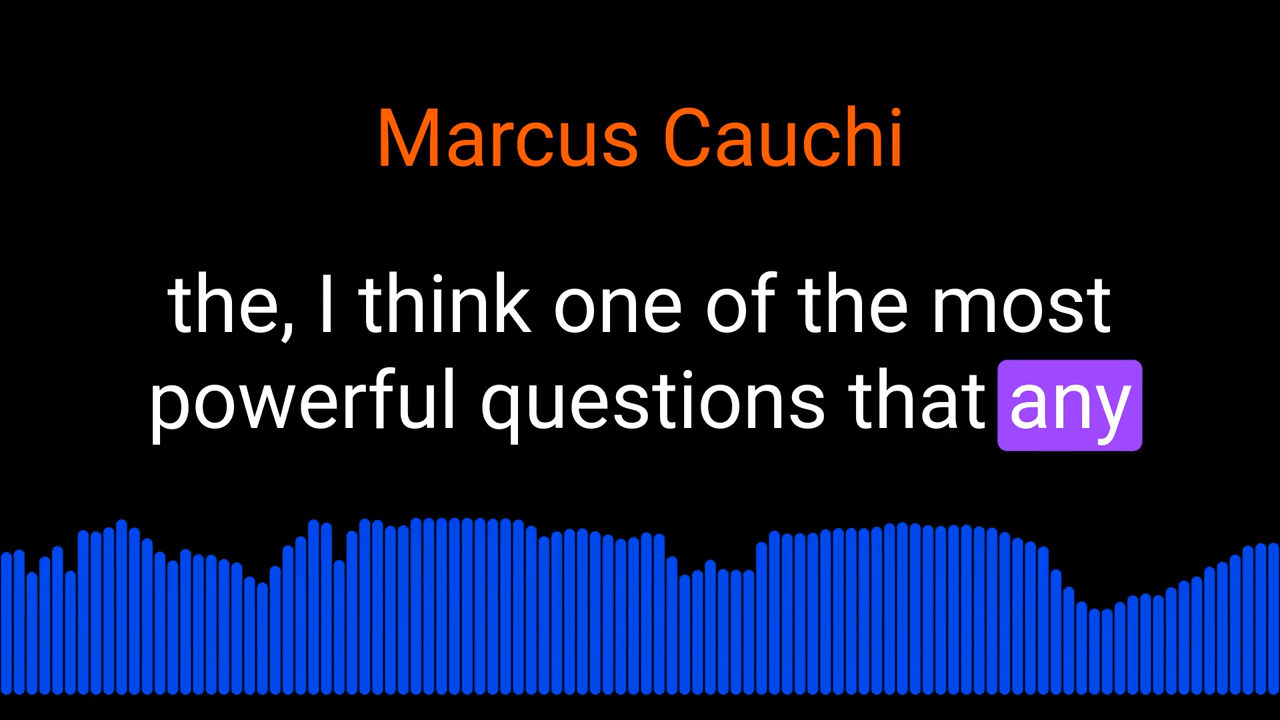 Marcus Cauchi
the, I think one of the most
powerful questions that any